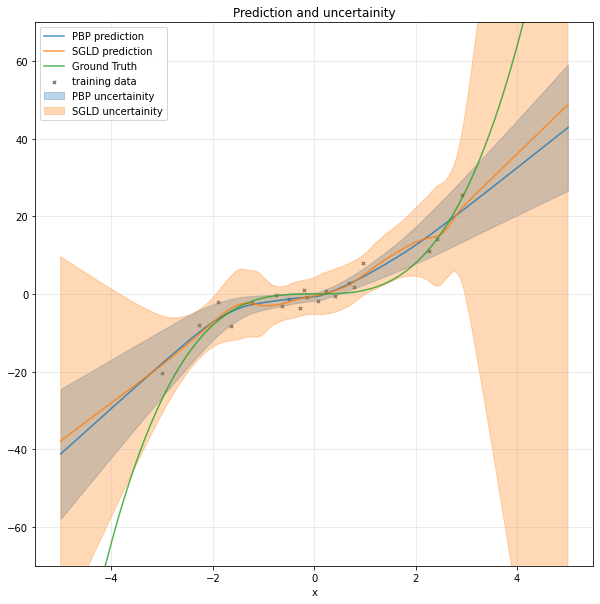 Prediction and uncertainity
PBP prediction
SGLD prediction
Ground Truth
training data
PBP uncertainity
SGLD uncertainity
60
40
20
0
−20
−40
−60
−4
−2
0
2
4
x